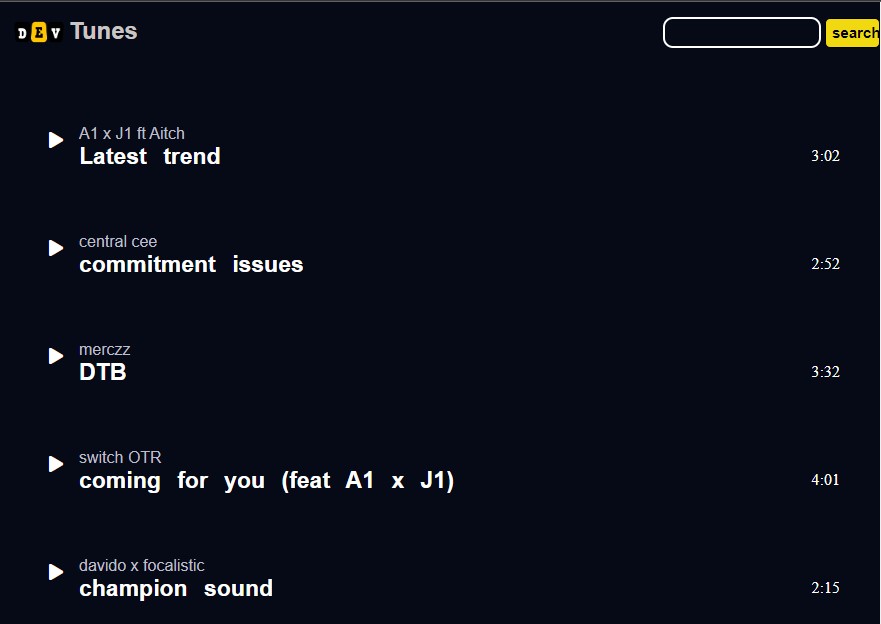 DEV Tunes
search
A1 x J1 ft Aitch
Latest trend
3:02
central cee
commitment issues
2:52
merczz
DTB
3:32
switch OTR
coming for you (feat A1 x J1)
4:01
davido x focalistic
champion sound
2:15